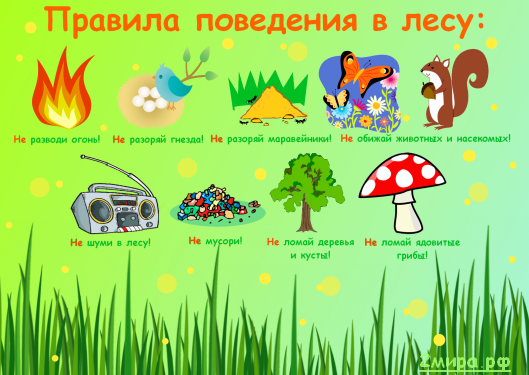 Правила поведения в лесу:
Не разводи огонь! Не разоряй гнезда! Не разоряй маравейники! Не обижай животных и насекомых!
Не шуми в лесу! Не мусори! Не ломай деревья
и кусты! Не ломай ядовитые
грибы!
2мира.рф